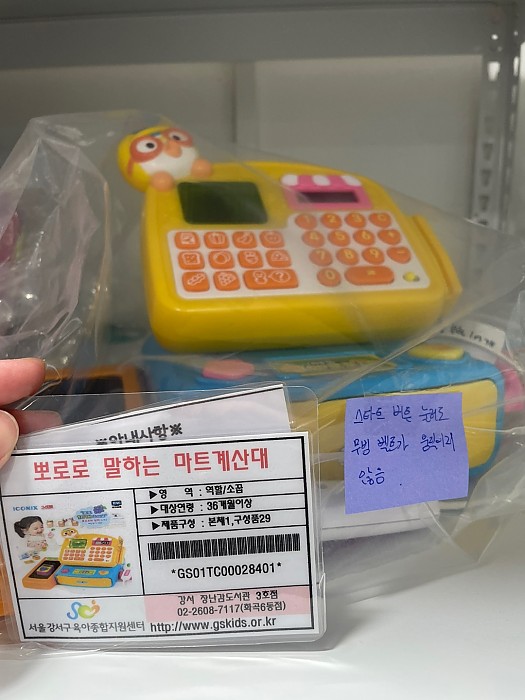 스타트 버튼 눌러도
무빙 벨트가 움직이지
않음.
※안내사항※
뽀로로 말하는 마트계산대
ICONIX
▶영 역 : 역할/소꿉
▶대상연령 : 36개월이상
▶제품구성 : 본체1,구성품29
*GS01TC00028401*
강서 장난감도서관 3호점
02-2608-7117(화곡6동점)
서울강서구육아종합지원센터 http://www.gskids.or.kr